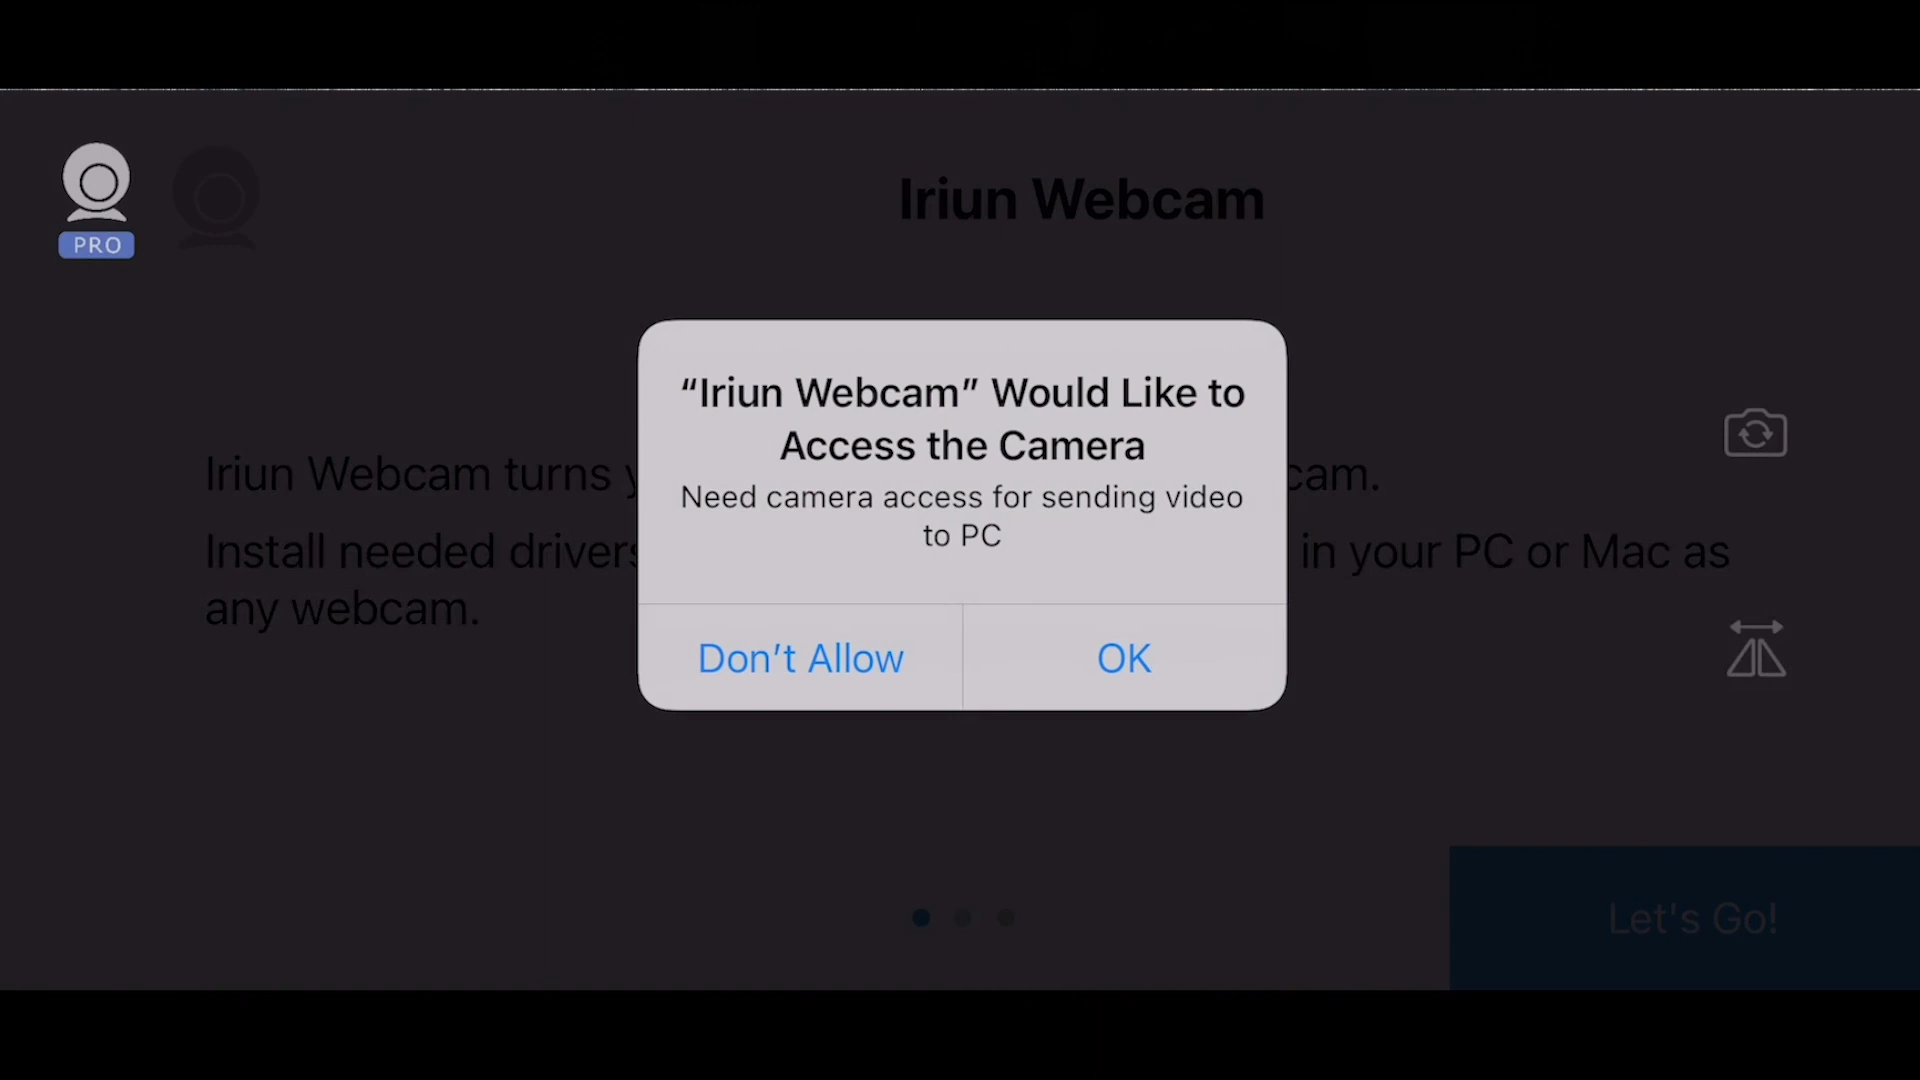 PRO
Iriun Webcam
“Iriun Webcam” Would Like to
Access the Camera
Need camera access for sending video
to PC
Don’t Allow
OK
Iriun Webcam turns cam.
Install needed drivers in your PC or Mac as
any webcam.
Let's Go!